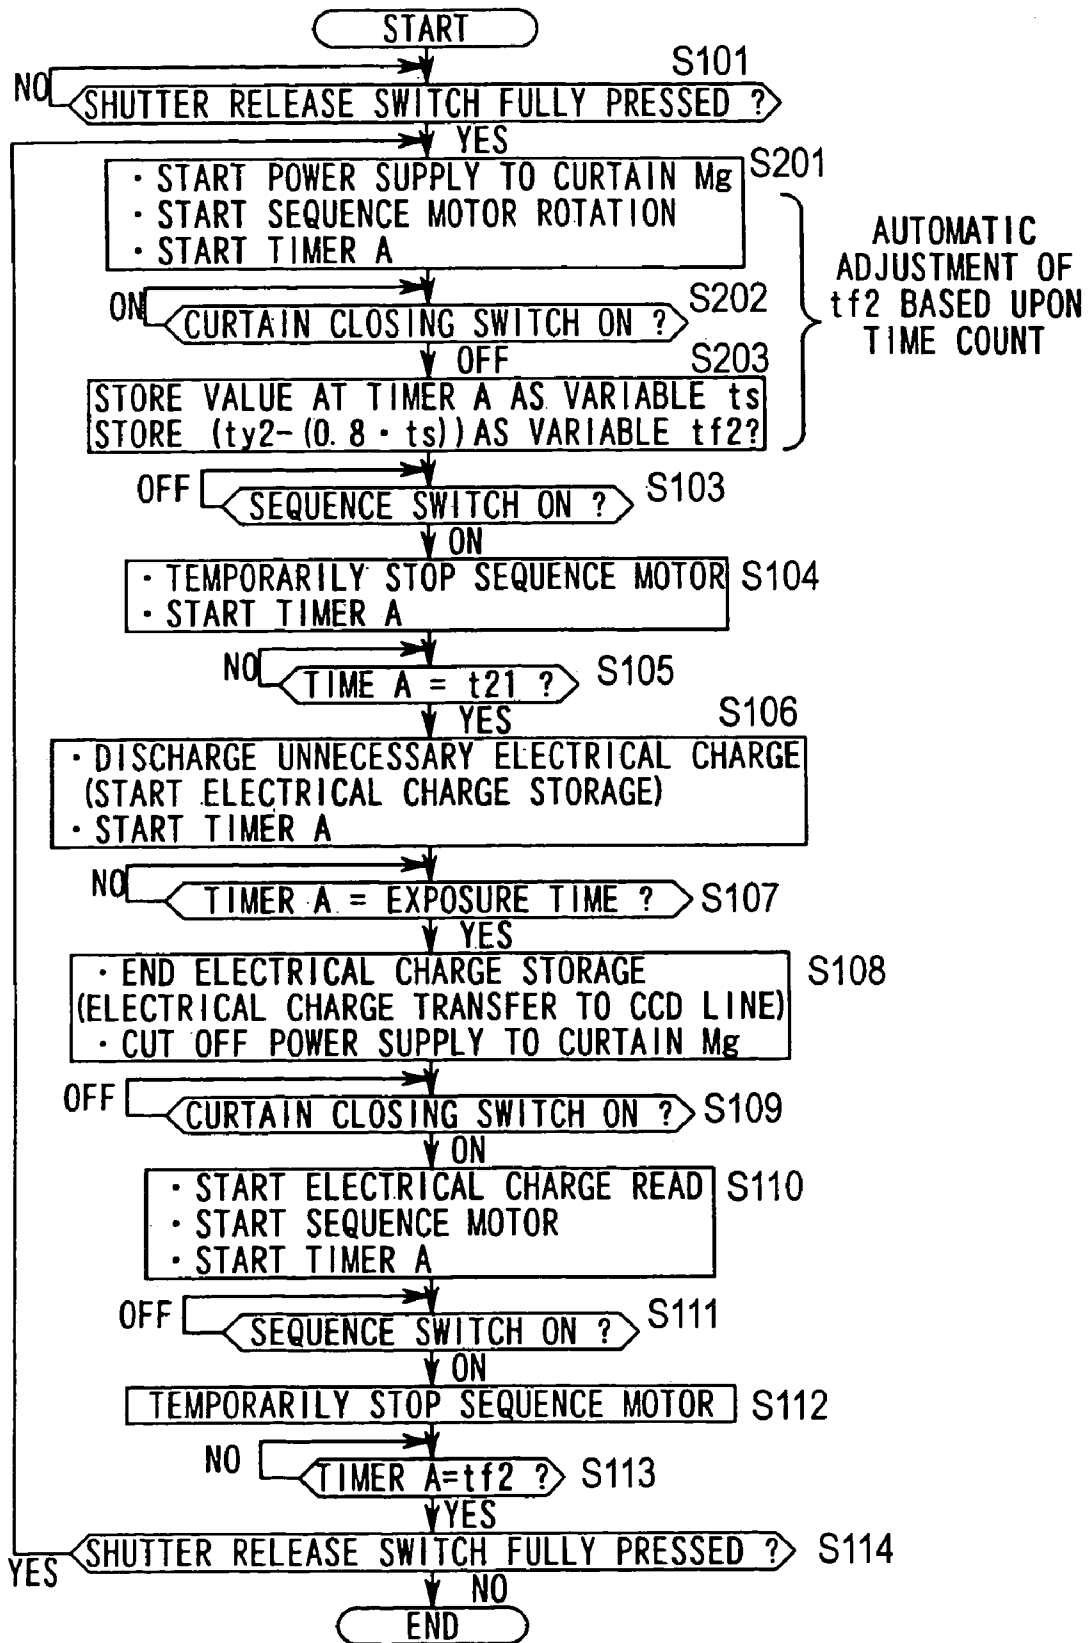 START
S101
NO
SHUTTER RELEASE SWITCH FULLY PRESSED ?
YES
S201
· START POWER SUPPLY TO CURTAIN Mg
· START SEQUENCE MOTOR ROTATION
· START TIMER A
AUTOMATIC
ADJUSTMENT OF
tf2 BASED UPON
TIME COUNT
S202
ON
CURTAIN CLOSING SWITCH ON ?
OFF
S203
STORE VALUE AT TIMER A AS VARIABLE ts
STORE (ty2-(0.8 · ts)) AS VARIABLE tf2?
OFF
SEQUENCE SWITCH ON ?
S103
ON
· TEMPORARILY STOP SEQUENCE MOTOR
· START TIMER A
S104
NO
TIME A = t21 ?
S105
YES
S106
· DISCHARGE UNNECESSARY ELECTRICAL CHARGE
(START ELECTRICAL CHARGE STORAGE)
· START TIMER A
NO
TIMER A = EXPOSURE TIME ?
S107
YES
· END ELECTRICAL CHARGE STORAGE
(ELECTRICAL CHARGE TRANSFER TO CCD LINE)
· CUT OFF POWER SUPPLY TO CURTAIN Mg
S108
OFF
CURTAIN CLOSING SWITCH ON ?
S109
ON
· START ELECTRICAL CHARGE READ
· START SEQUENCE MOTOR
· START TIMER A
S110
OFF
SEQUENCE SWITCH ON ?
S111
ON
TEMPORARILY STOP SEQUENCE MOTOR
S112
NO
TIMER A=tf2 ?
S113
YES
SHUTTER RELEASE SWITCH FULLY PRESSED ?
S114
YES
NO
END